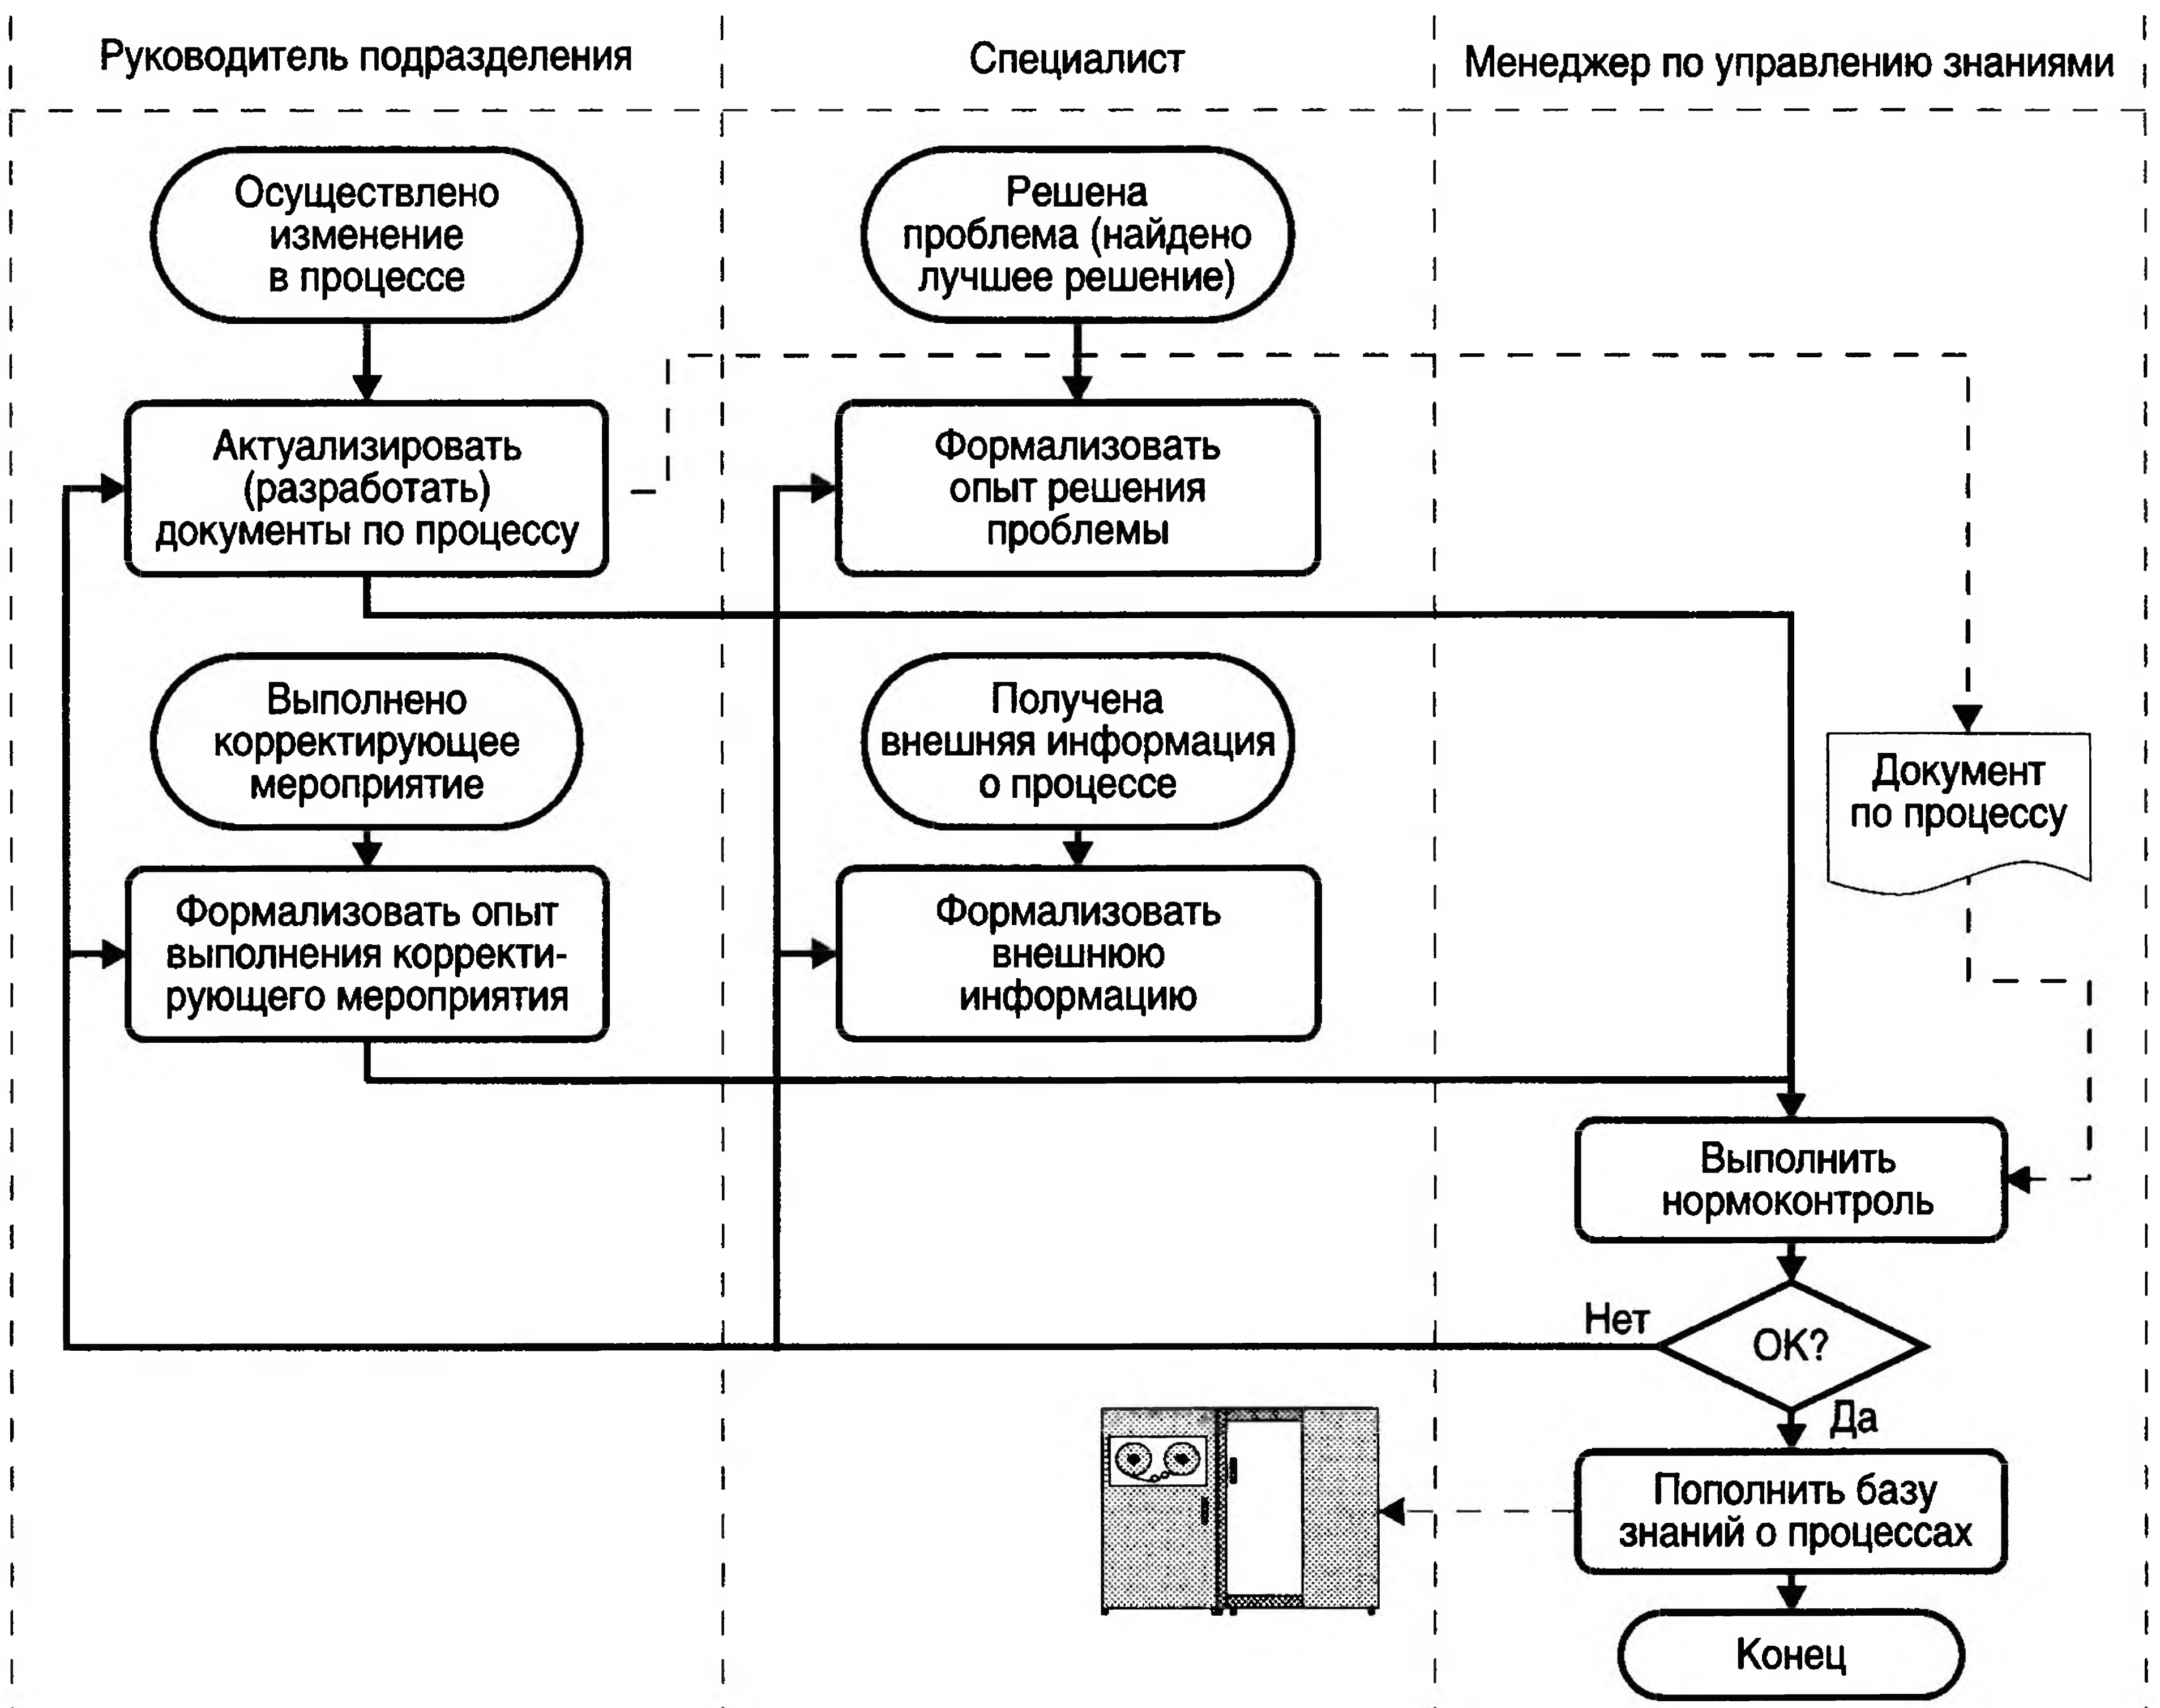 Руководитель подразделения
Специалист
Менеджер по управлению знаниями
Осуществлено
изменение
в процессе
Решена
проблема (найдено
лучшее решение)
Актуализировать
(разработать)
документы по процессу
Формализовать
опыт решения
проблемы
Выполнено
корректирующее
мероприятие
Получена
внешняя информация
о процессе
Документ
по процессу
Формализовать опыт
выполнения корректи-
рующего мероприятия
Формализовать
внешнюю
информацию
Выполнить
нормоконтроль
Нет
ОК?
Да
Пополнить базу
знаний о процессах
Конец